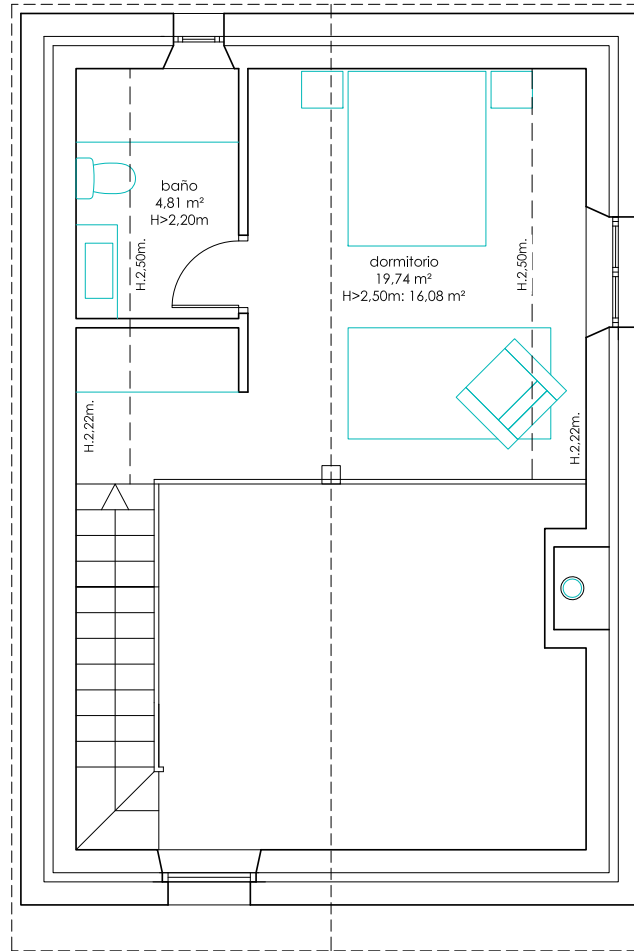 baño
4,81 m²
H>2,20m
H.2,50m.
dormitorio
19,74 m²
H>2,50m: 16,08 m²
H.2,50m.
H.2,22m.
H.2,22m.